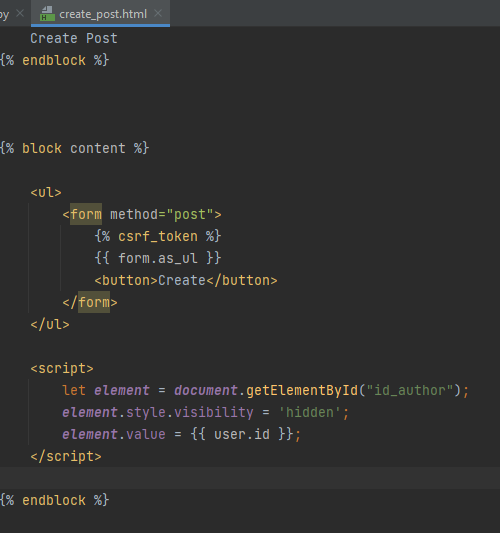 py × create_post.html ×
Create Post
{% endblock %}
{% block content %}
<ul>
<form method="post">
{% csrf_token %}
{{ form.as_ul }}
<button>Create</button>
</form>
</ul>
<script>
let element = document.getElementById("id_author");
element.style.visibility = 'hidden';
element.value = {{ user.id }};
</script>
{% endblock %}